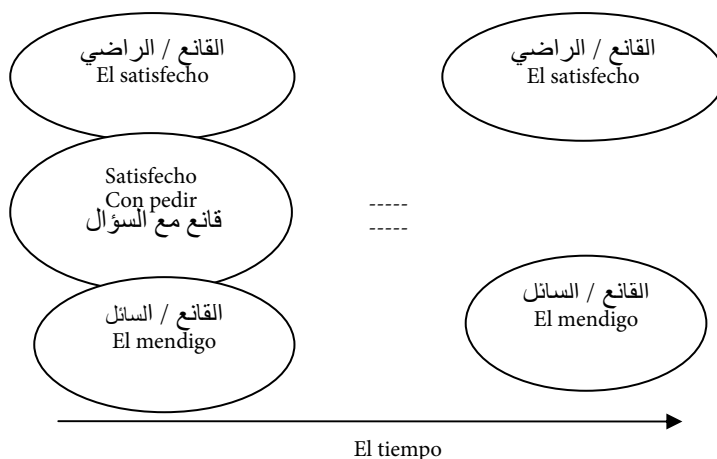 القانع / الراضي
El satisfecho
القانع / الراضي
El satisfecho
Satisfecho
Con pedir
قانع مع السؤال
-----
-----
القانع / السائل
El mendigo
القانع / السائل
El mendigo
El tiempo